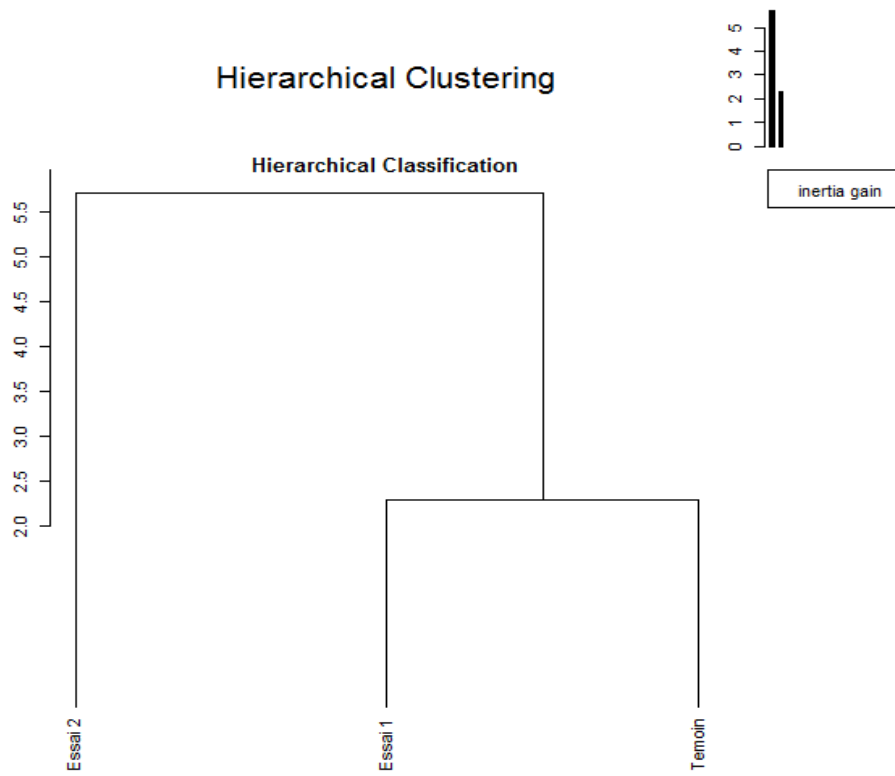 Hierarchical Clustering
5
4
3
2
1
0
inertia gain
Hierarchical Classification
5.5
5.0
4.5
4.0
3.5
3.0
2.5
2.0
Essai 2
Essai 1
Temoin